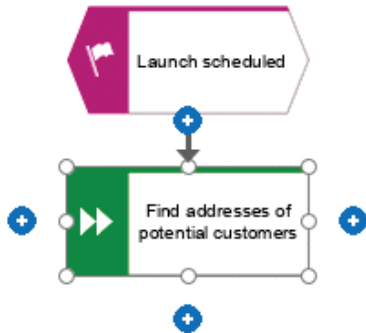 Launch scheduled
Find addresses of
potential customers